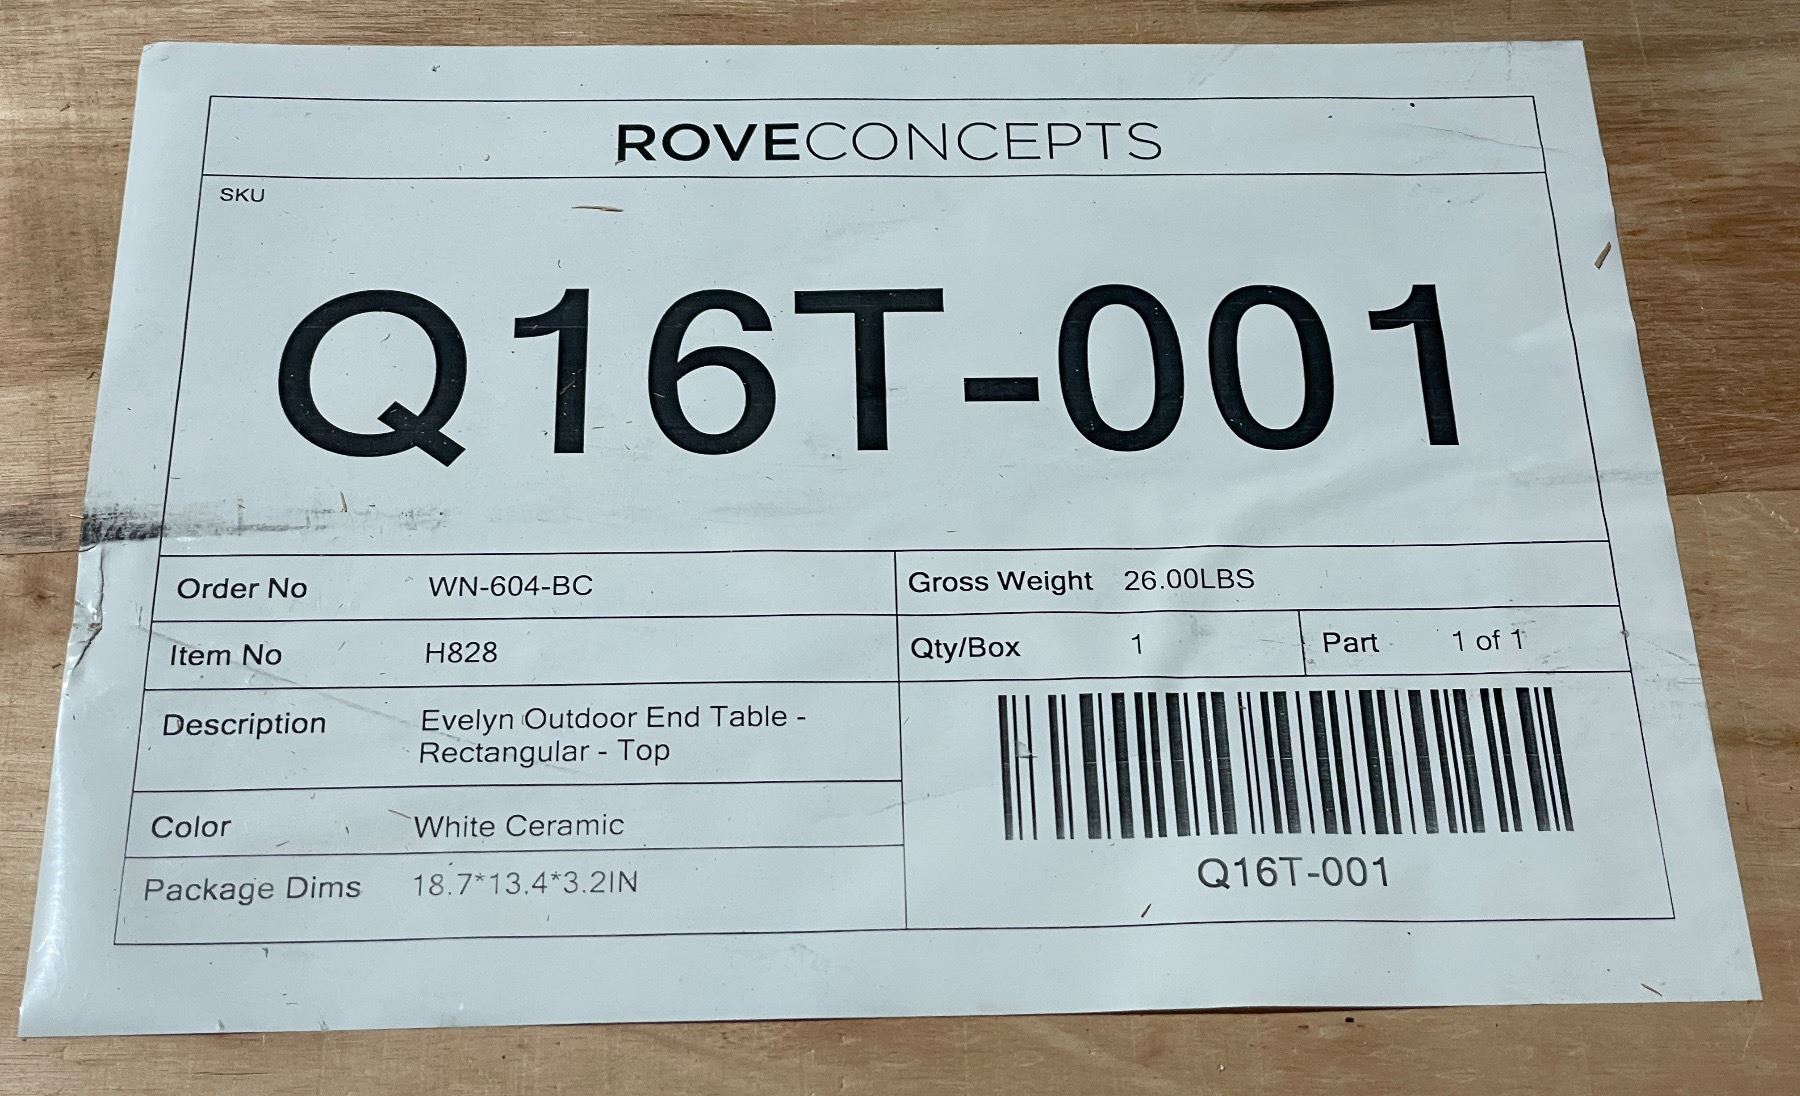 ROVECONCEPTS
SKU
Q16T-001
Order No WN-604-BC
Gross Weight 26.00LBS
Item No H828
Qty/Box 1
Part 1 of 1
Description Evelyn Outdoor End Table -
Rectangular - Top
Color White Ceramic
Package Dims 18.7*13.4*3.2IN
Q16T-001